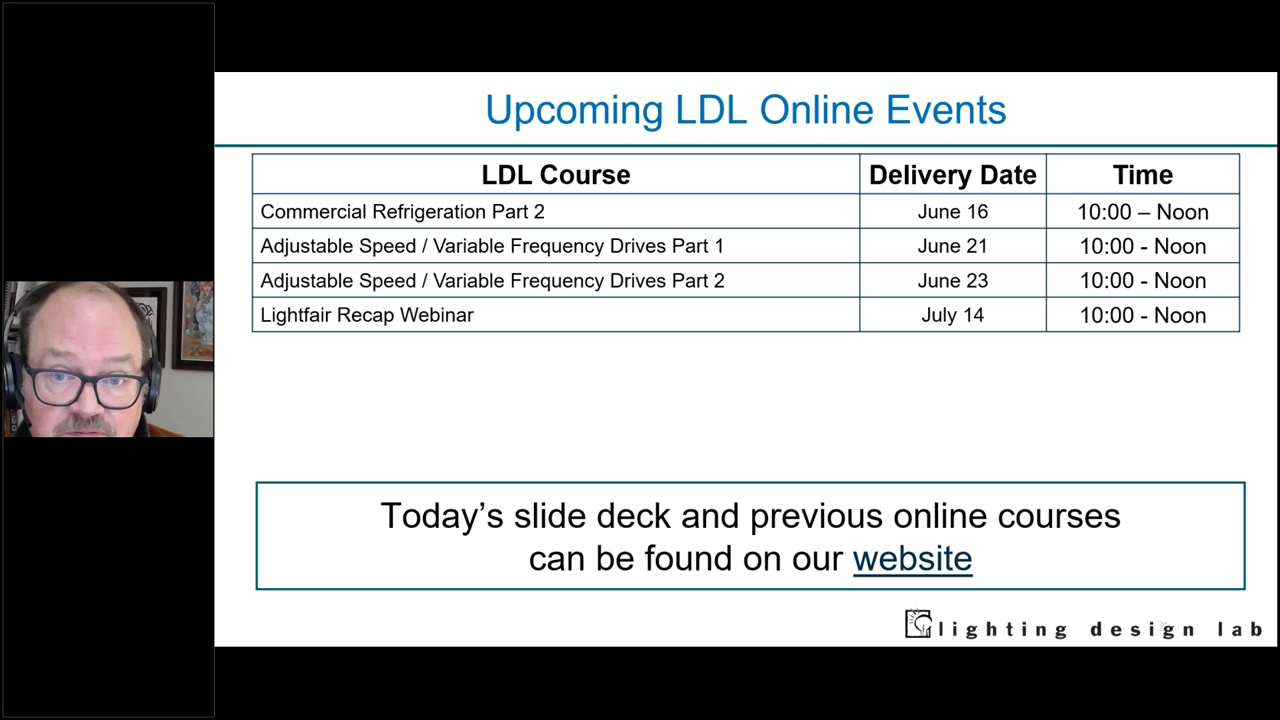 Upcoming LDL Online Events
LDL Course Delivery Date Time
Commercial Refrigeration Part 2 June 16 10:00 – Noon
Adjustable Speed / Variable Frequency Drives Part 1 June 21 10:00 - Noon
Adjustable Speed / Variable Frequency Drives Part 2 June 23 10:00 - Noon
Lightfair Recap Webinar July 14 10:00 - Noon
Today’s slide deck and previous online courses
can be found on our website
lighting design lab